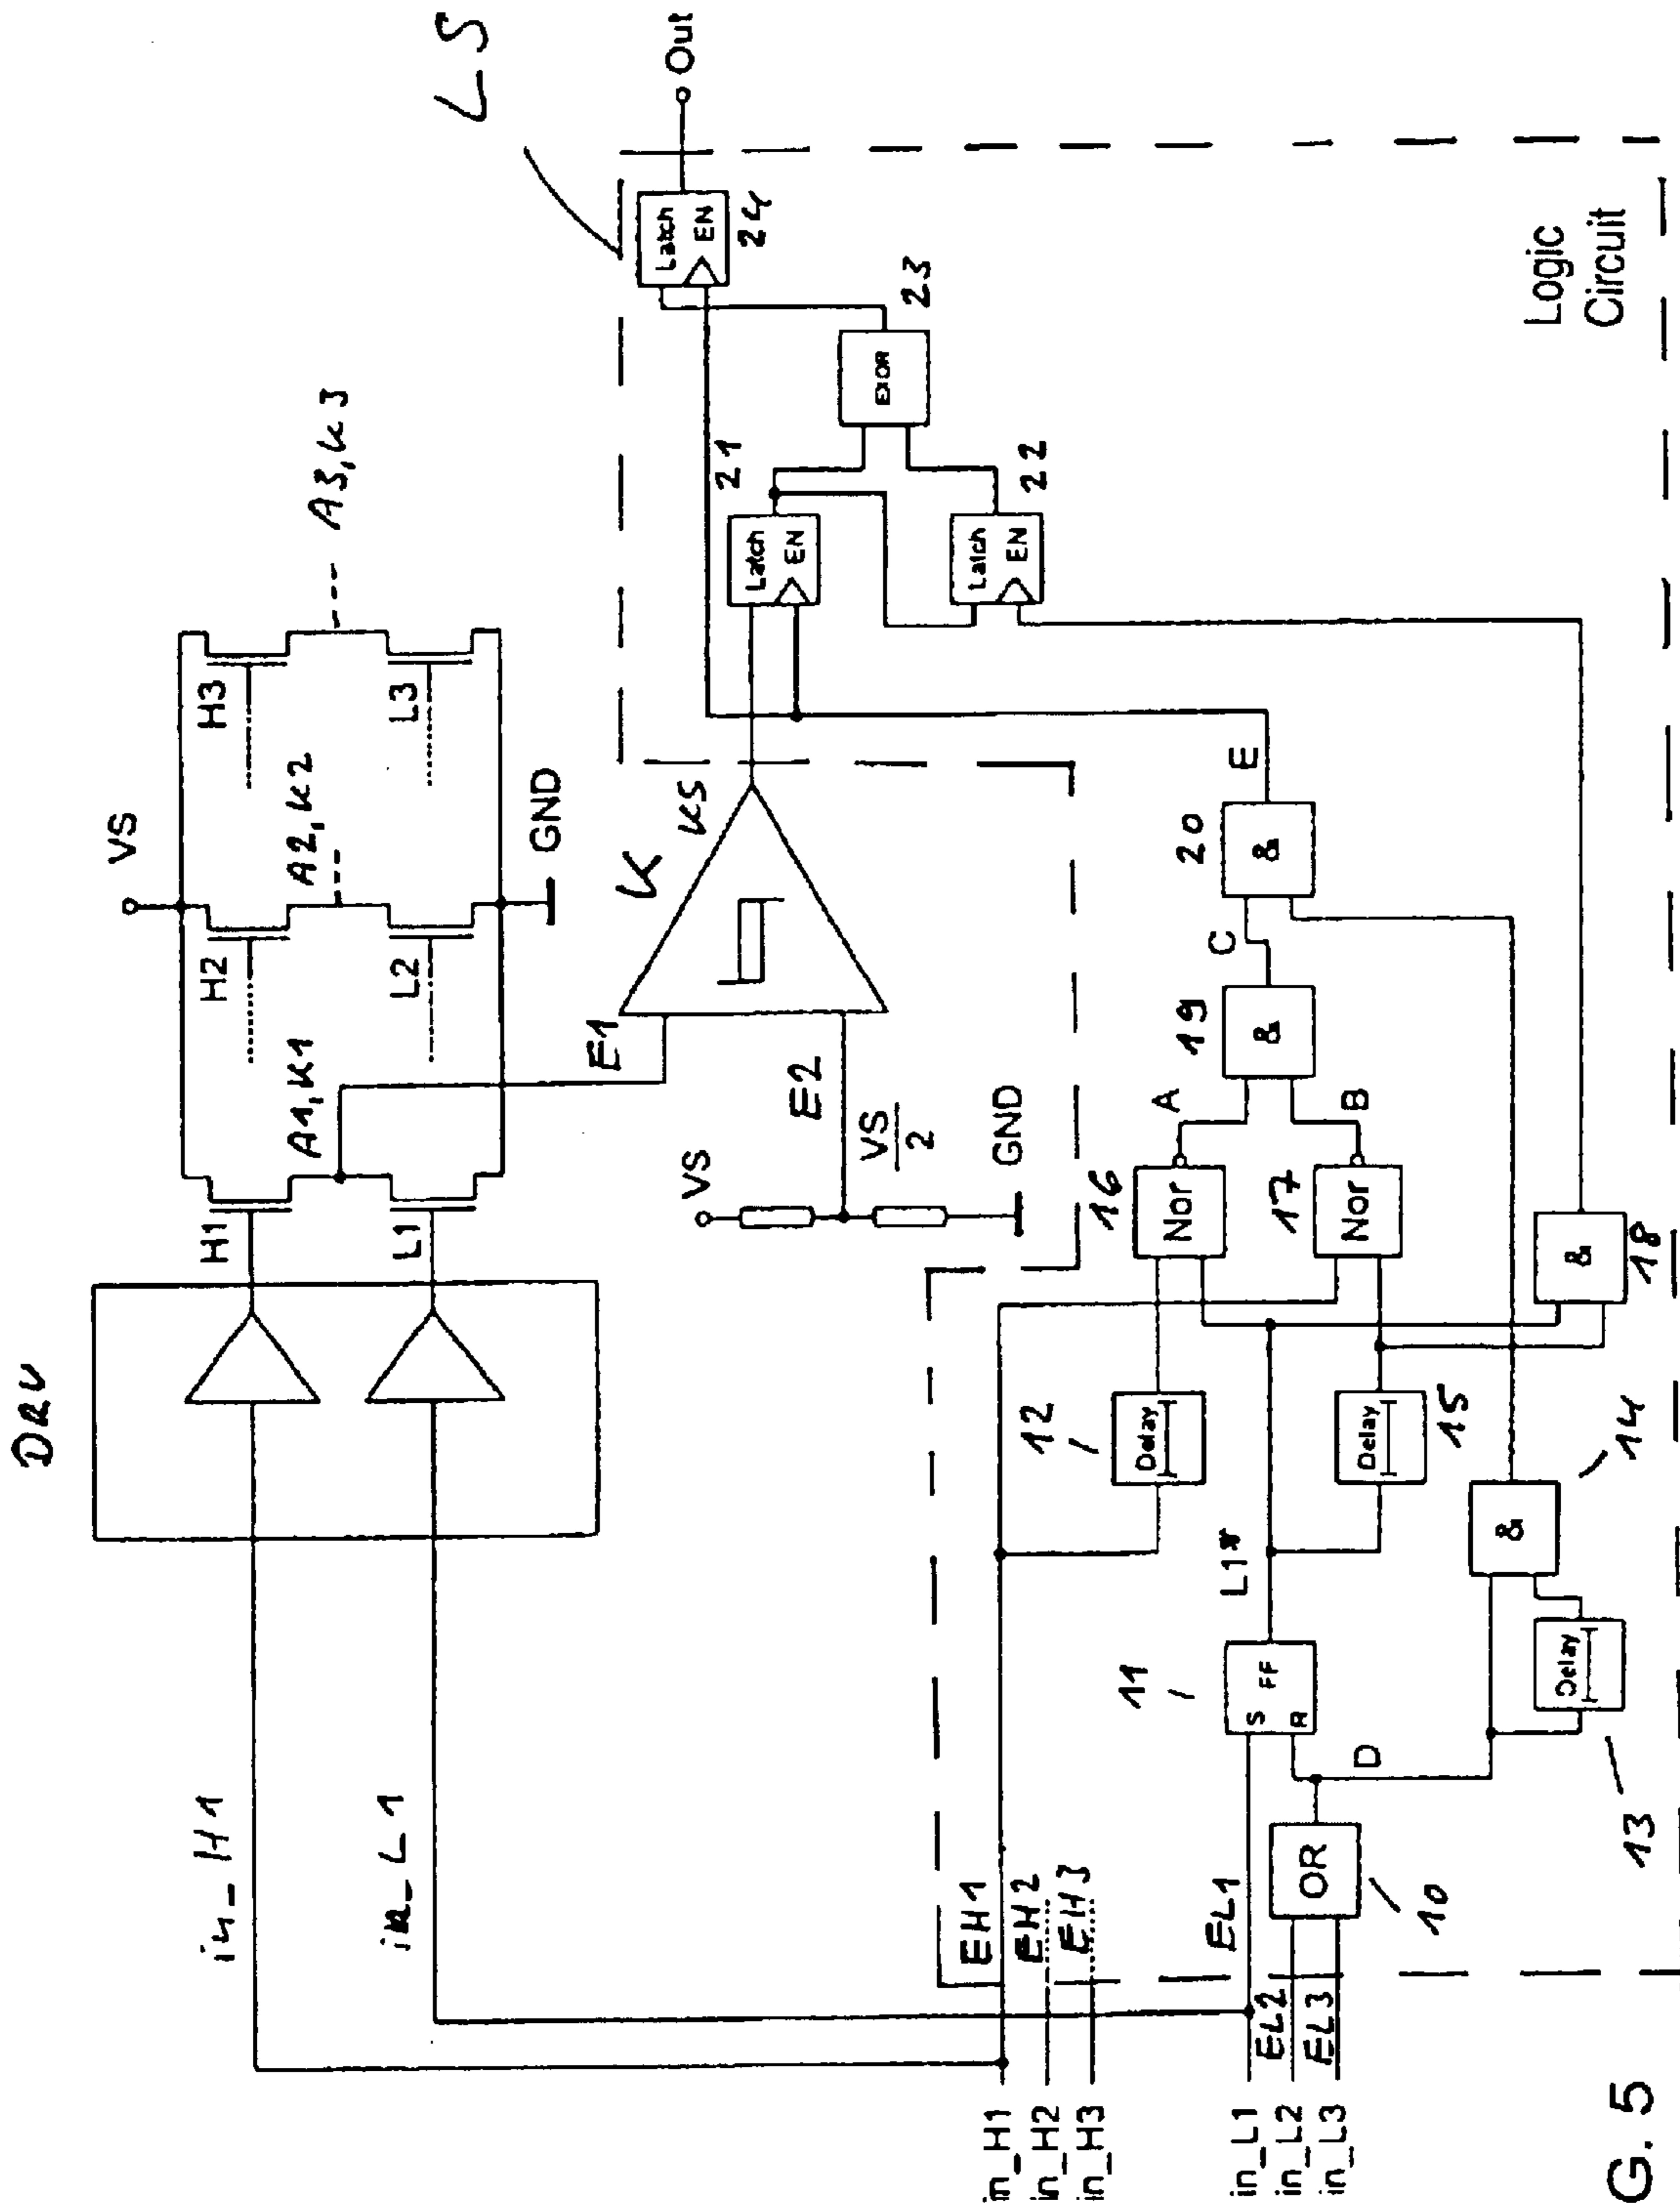 DRV
in_H1
in_L1
H1
L1
A1,K1
VS
H2
L2
A2,K2
GND
H3
L3
A3,K3
E1
E2
VS
VS
2
GND
K
KS
LS
Out
Latch
EN
24
EXOR
23
Latch
EN
21
Latch
EN
22
Logic
Circuit
in_H1
in_H2
in_H3
EH1
EH2
EH3
in_L1
in_L2
in_L3
EL1
EL2
EL3
OR
10
D
S
R
FF
11
L1*
Delay
12
Delay
13
&
14
Delay
15
Nor
16
Nor
17
&
18
A
B
&
19
C
&
20
E
G. 5